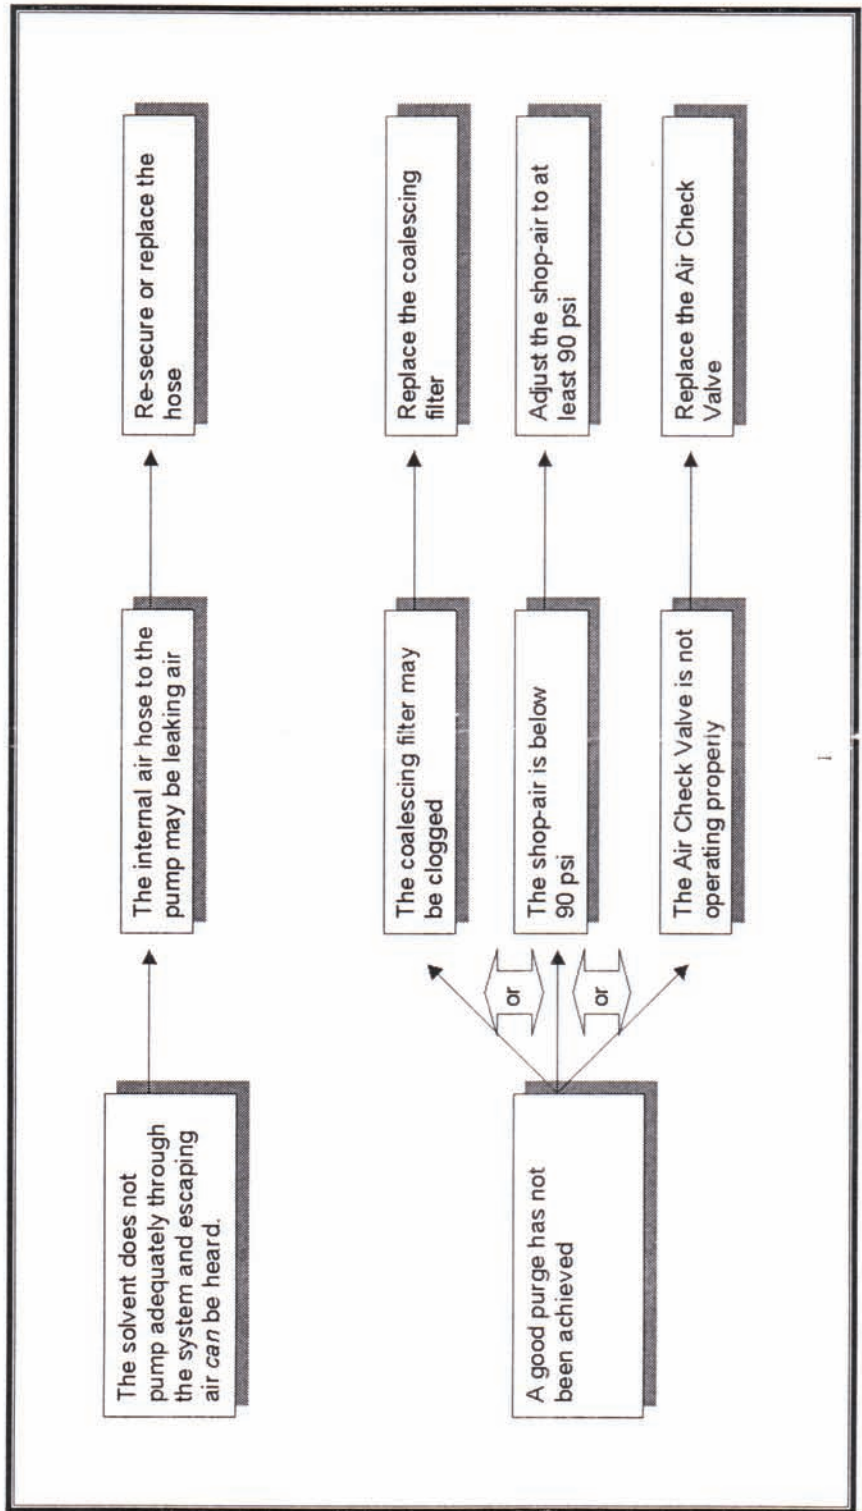 The solvent does not
pump adequately through
the system and escaping
air can be heard.
The internal air hose to the
pump may be leaking air
Re-secure or replace the
hose
A good purge has not
been achieved
or
or
The coalescing filter may
be clogged
Replace the coalescing
filter
The shop-air is below
90 psi
Adjust the shop-air to at
least 90 psi
The Air Check Valve is not
operating properly
Replace the Air Check
Valve